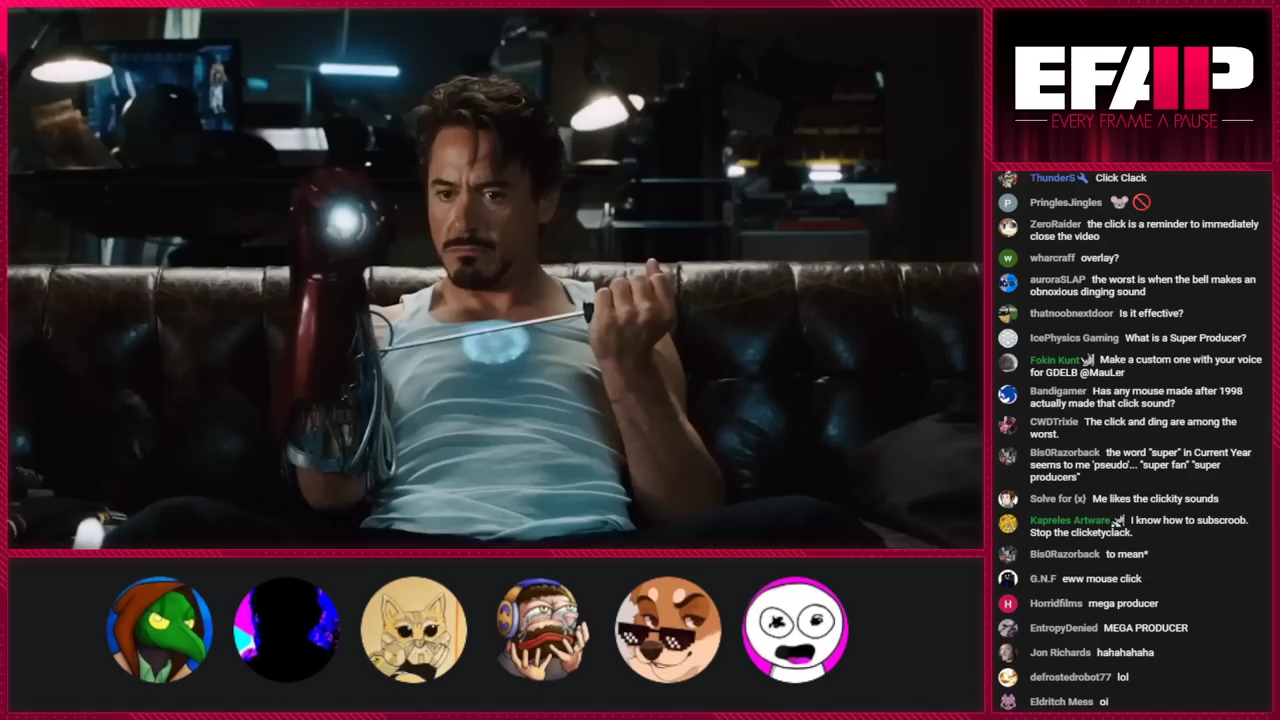 EFAP
EVERY FRAME A PAUSE
ThunderS Click Clack
PringlesJingles
ZeroRaider the click is a reminder to immediately
close the video
w
wharcraff overlay?
auroraSLAP the worst is when the bell makes an
obnoxious dinging sound
thatnoobnextdoor Is it effective?
IcePhysics Gaming What is a Super Producer?
Fokin Kunt Make a custom one with your voice
for GDELB @MauLer
Bandigamer Has any mouse made after 1998
actually made that click sound?
CWDTrixie The click and ding are among the
worst.
Bis0Razorback the word "super" in Current Year
seems to me 'pseudo'... "super fan" "super
producers"
Solve for {x} Me likes the clickity sounds
Kapreles Artware I know how to subscroob.
Stop the clicketyclack.
Bis0Razorback to mean*
G.N.F eww mouse click
H
Horridfilms mega producer
EntropyDenied MEGA PRODUCER
Jon Richards hahahahaha
defrostedrobot77 lol
Eldritch Mess oi